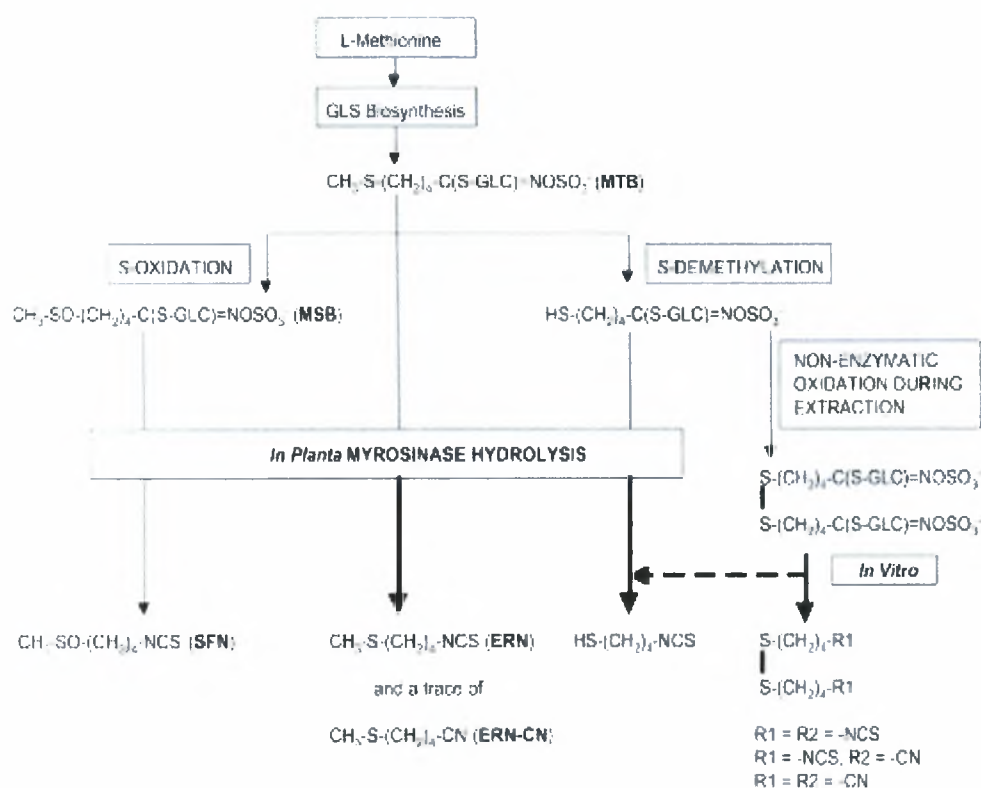 L-Methionine
GLS Biosynthesis
CH₃-S-(CH₂)₄-C(S-GLC)=NOSO₃⁻ (MTB)
S-OXIDATION
S-DEMETHYLATION
CH₃-SO-(CH₂)₄-C(S-GLC)=NOSO₃⁻ (MSB)
HS-(CH₂)₄-C(S-GLC)=NOSO₃⁻
NON-ENZYMATIC
OXIDATION DURING
EXTRACTION
In Planta MYROSINASE HYDROLYSIS
S-(CH₂)₄-C(S-GLC)=NOSO₃⁻
S-(CH₂)₄-C(S-GLC)=NOSO₃⁻
In Vitro
CH₃-SO-(CH₂)₄-NCS (SFN)
CH₃-S-(CH₂)₄-NCS (ERN)
HS-(CH₂)₄-NCS
S-(CH₂)₄-R1
S-(CH₂)₄-R1
and a trace of
CH₃-S-(CH₂)₄-CN (ERN-CN)
R1 = R2 = -NCS
R1 = -NCS, R2 = -CN
R1 = R2 = -CN